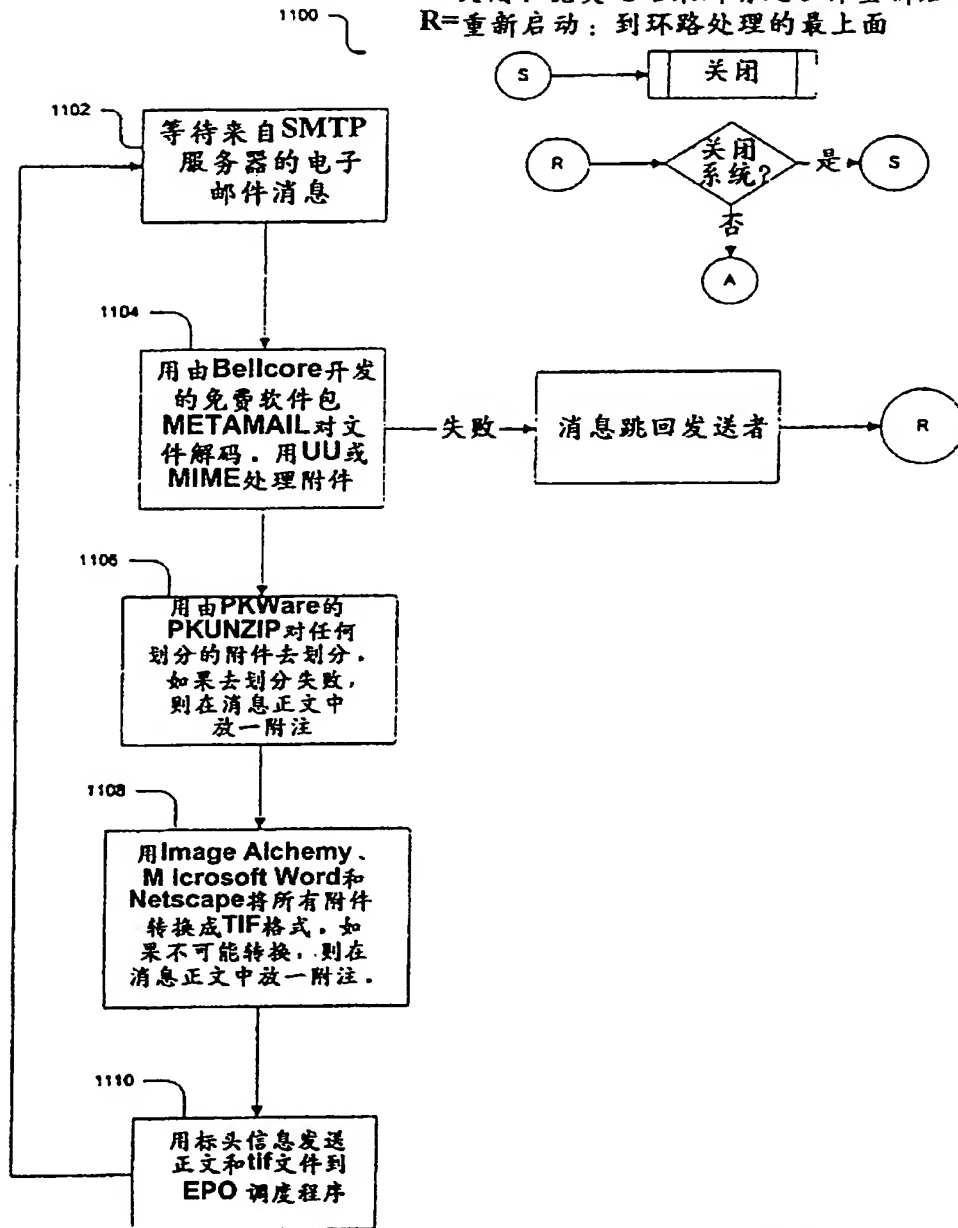 1100
R=重新启动：到环路处理的最上面
S
关闭
1102
等待来自SMTP
服务器的电子
邮件消息
R
关闭
系统?
是
S
否
A
1104
用由Bellcore开发
的免费软件包
METAMAIL对文
件解码．用UU或
MIME处理附件
失败
消息跳回发送者
R
1106
用由PKWare的
PKUNZIP对任何
划分的附件去划分．
如果去划分失败，
则在消息正文中
放一附注
1108
用Image Alchemy、
Microsoft Word和
Netscape将所有附件
转换成TIF格式．如
果不可能转换，则在
消息正文中放一附注．
1110
用标头信息发送
正文和tif文件到
EPO 调度程序